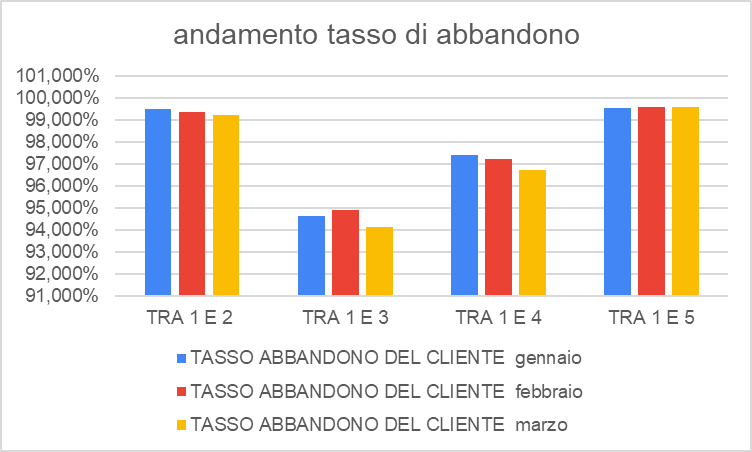 andamento tasso di abbandono
101,000%
100,000%
99,000%
98,000%
97,000%
96,000%
95,000%
94,000%
93,000%
92,000%
91,000%
TRA 1 E 2 TRA 1 E 3 TRA 1 E 4 TRA 1 E 5
TASSO ABBANDONO DEL CLIENTE gennaio
TASSO ABBANDONO DEL CLIENTE febbraio
TASSO ABBANDONO DEL CLIENTE marzo